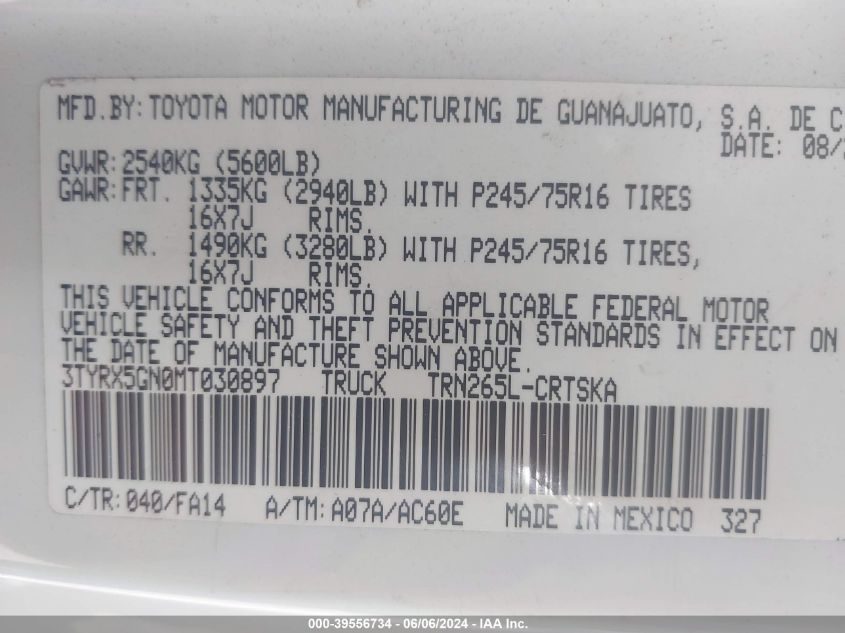 MFD.BY: TOYOTA MOTOR MANUFACTURING DE GUANAJUATO, S.A. DE C
DATE: 08/
GVWR: 2540KG (5600LB)
GAWR: FRT. 1335KG (2940LB) WITH P245/75R16 TIRES
16X7J RIMS.
RR. 1490KG (3280LB) WITH P245/75R16 TIRES,
16X7J RIMS.
THIS VEHICLE CONFORMS TO ALL APPLICABLE FEDERAL MOTOR
VEHICLE SAFETY AND THEFT PREVENTION STANDARDS IN EFFECT ON
THE DATE OF MANUFACTURE SHOWN ABOVE.
3TYRX5GN0MT030897 TRUCK TRN265L-CRTSKA
C/TR: 040/FA14 A/TM: A07A/AC60E MADE IN MEXICO 327
000-39556734 - 06/06/2024 - IAA Inc.